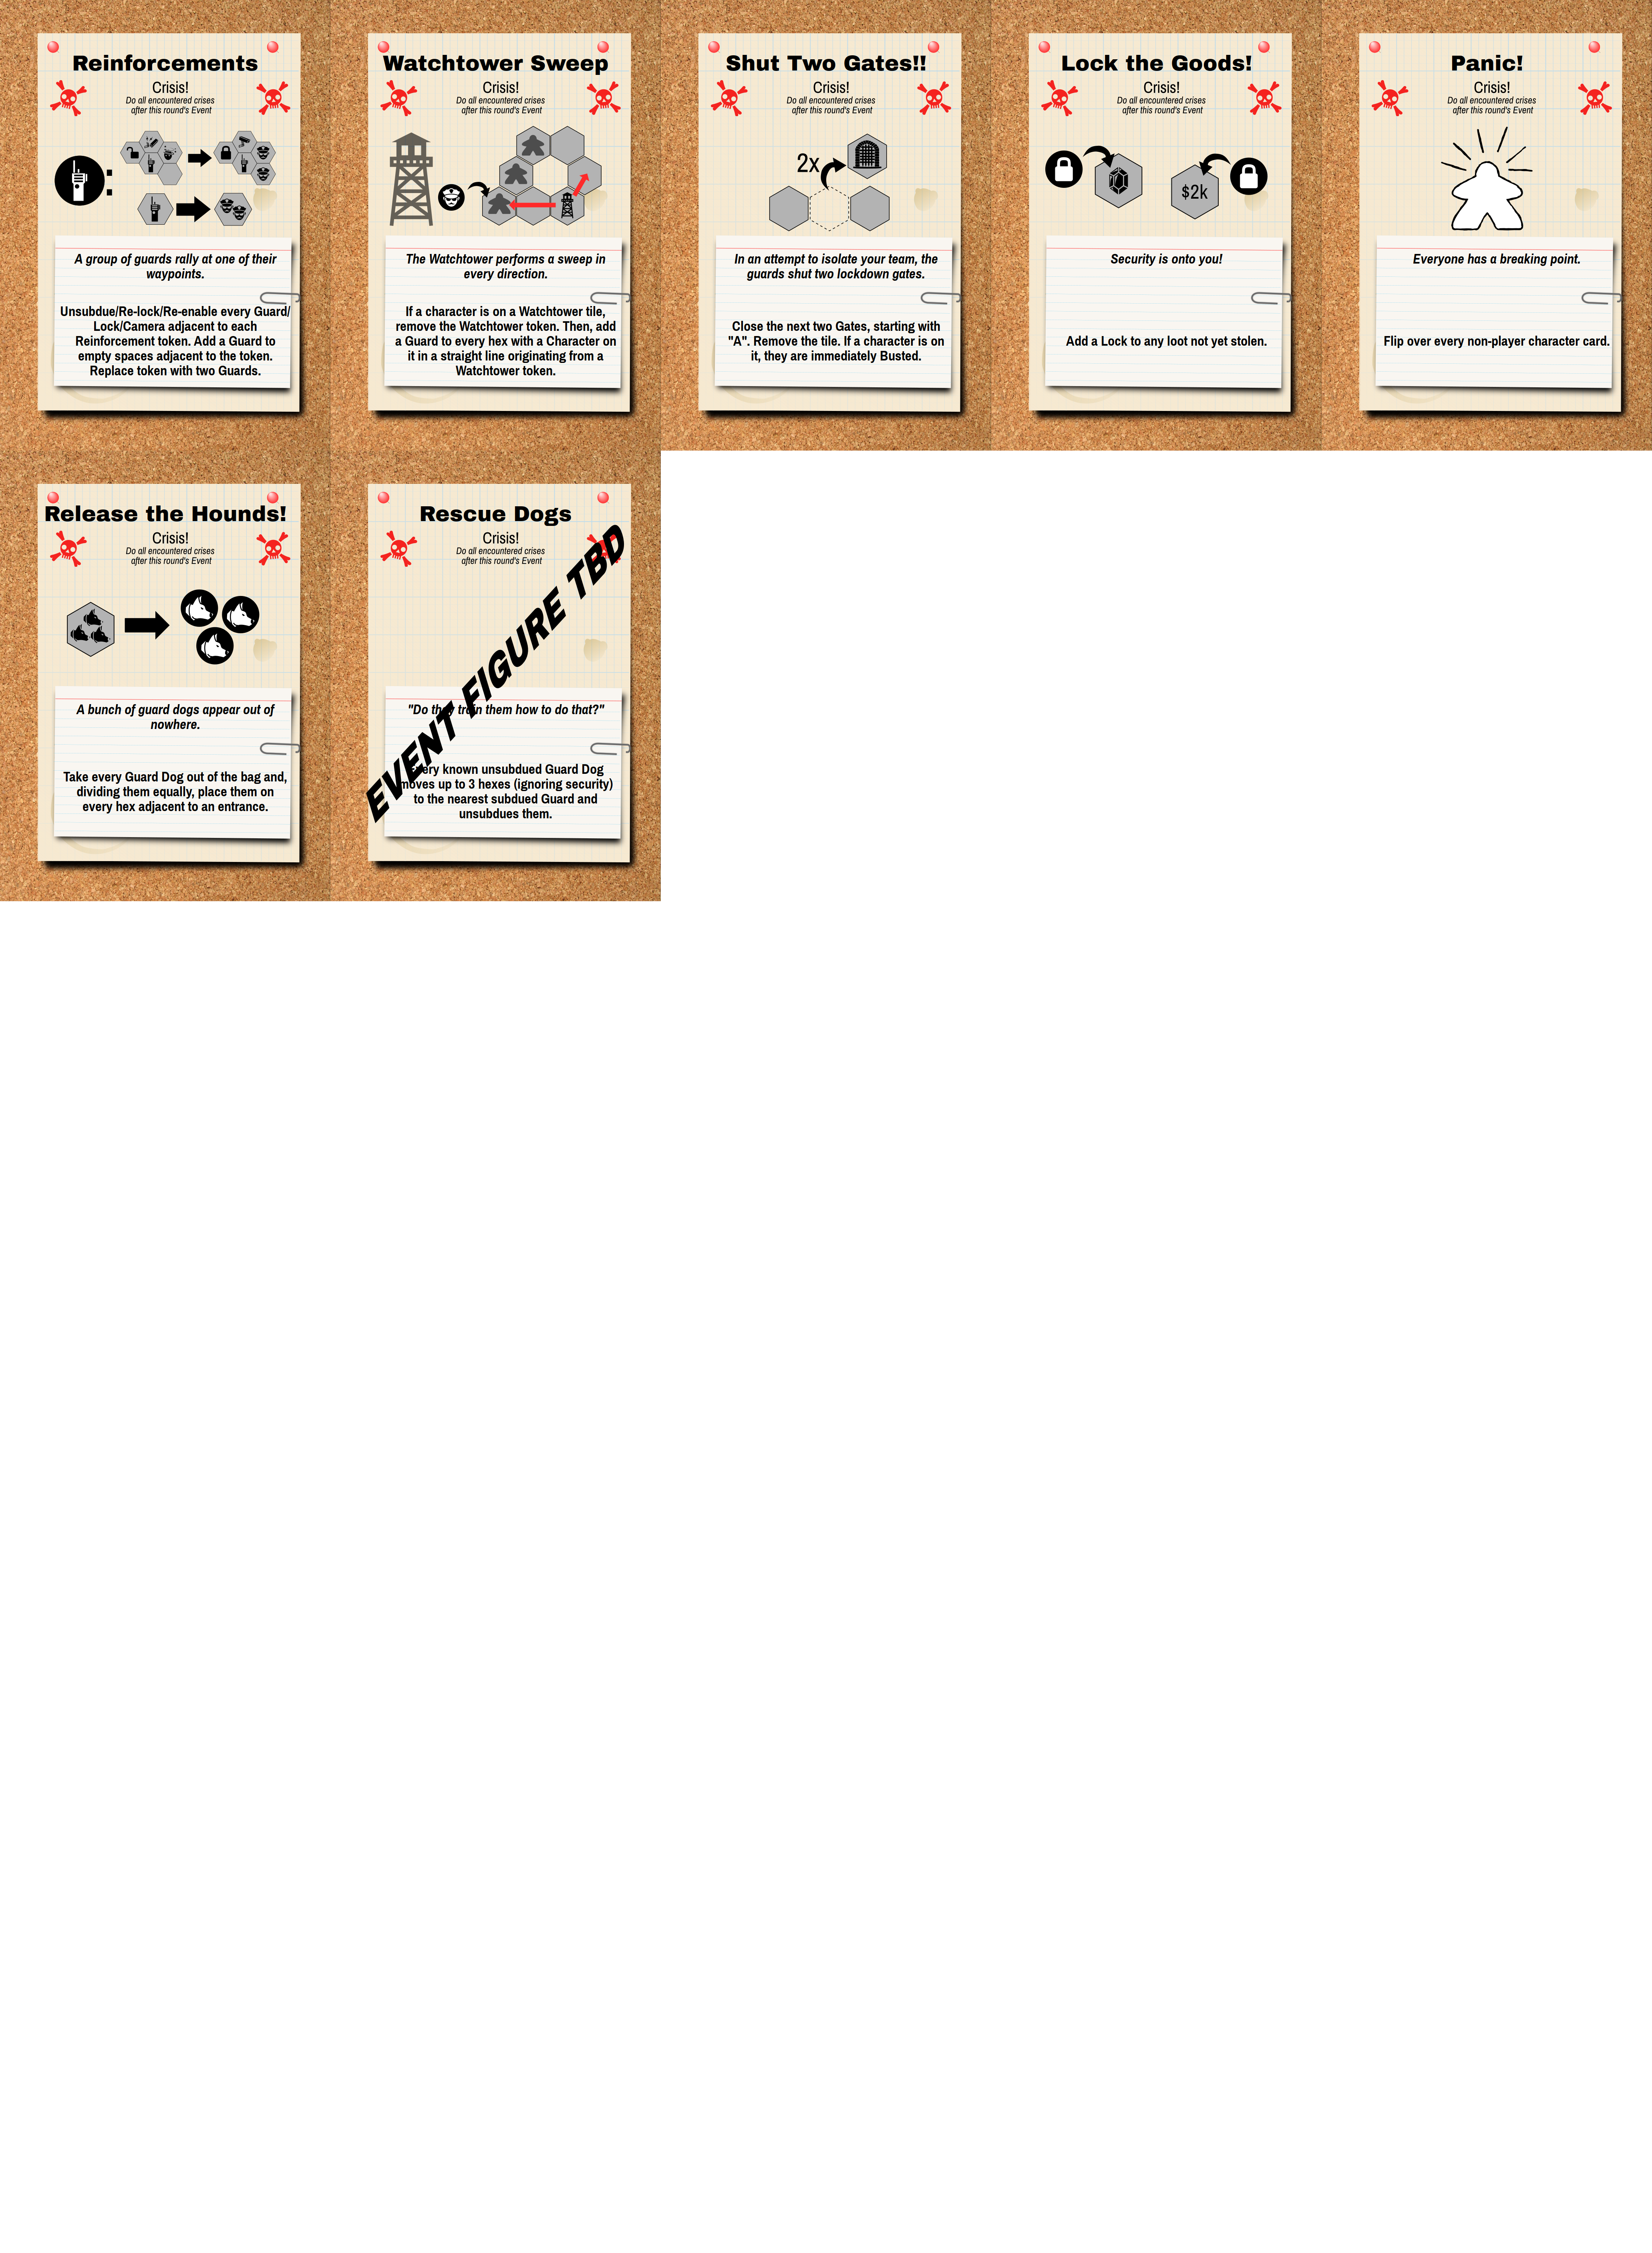 Reinforcements
Crisis!
Do all encountered crises
after this round's Event
:
A group of guards rally at one of their
waypoints.
Unsubdue/Re-lock/Re-enable every Guard/
Lock/Camera adjacent to each
Reinforcement token. Add a Guard to
empty spaces adjacent to the token.
Replace token with two Guards.
Watchtower Sweep
Crisis!
Do all encountered crises
after this round's Event
The Watchtower performs a sweep in
every direction.
If a character is on a Watchtower tile,
remove the Watchtower token. Then, add
a Guard to every hex with a Character on
it in a straight line originating from a
Watchtower token.
Shut Two Gates!!
Crisis!
Do all encountered crises
after this round's Event
2x
In an attempt to isolate your team, the
guards shut two lockdown gates.
Close the next two Gates, starting with
"A". Remove the tile. If a character is on
it, they are immediately Busted.
Lock the Goods!
Crisis!
Do all encountered crises
after this round's Event
$2k
Security is onto you!
Add a Lock to any loot not yet stolen.
Panic!
Crisis!
Do all encountered crises
after this round's Event
Everyone has a breaking point.
Flip over every non-player character card.
Release the Hounds!
Crisis!
Do all encountered crises
after this round's Event
A bunch of guard dogs appear out of
nowhere.
Take every Guard Dog out of the bag and,
dividing them equally, place them on
every hex adjacent to an entrance.
Rescue Dogs
Crisis!
Do all encountered crises
after this round's Event
EVENT FIGURE TBD
"Do they train them how to do that?"
Every known unsubdued Guard Dog
moves up to 3 hexes (ignoring security)
to the nearest subdued Guard and
unsubdues them.